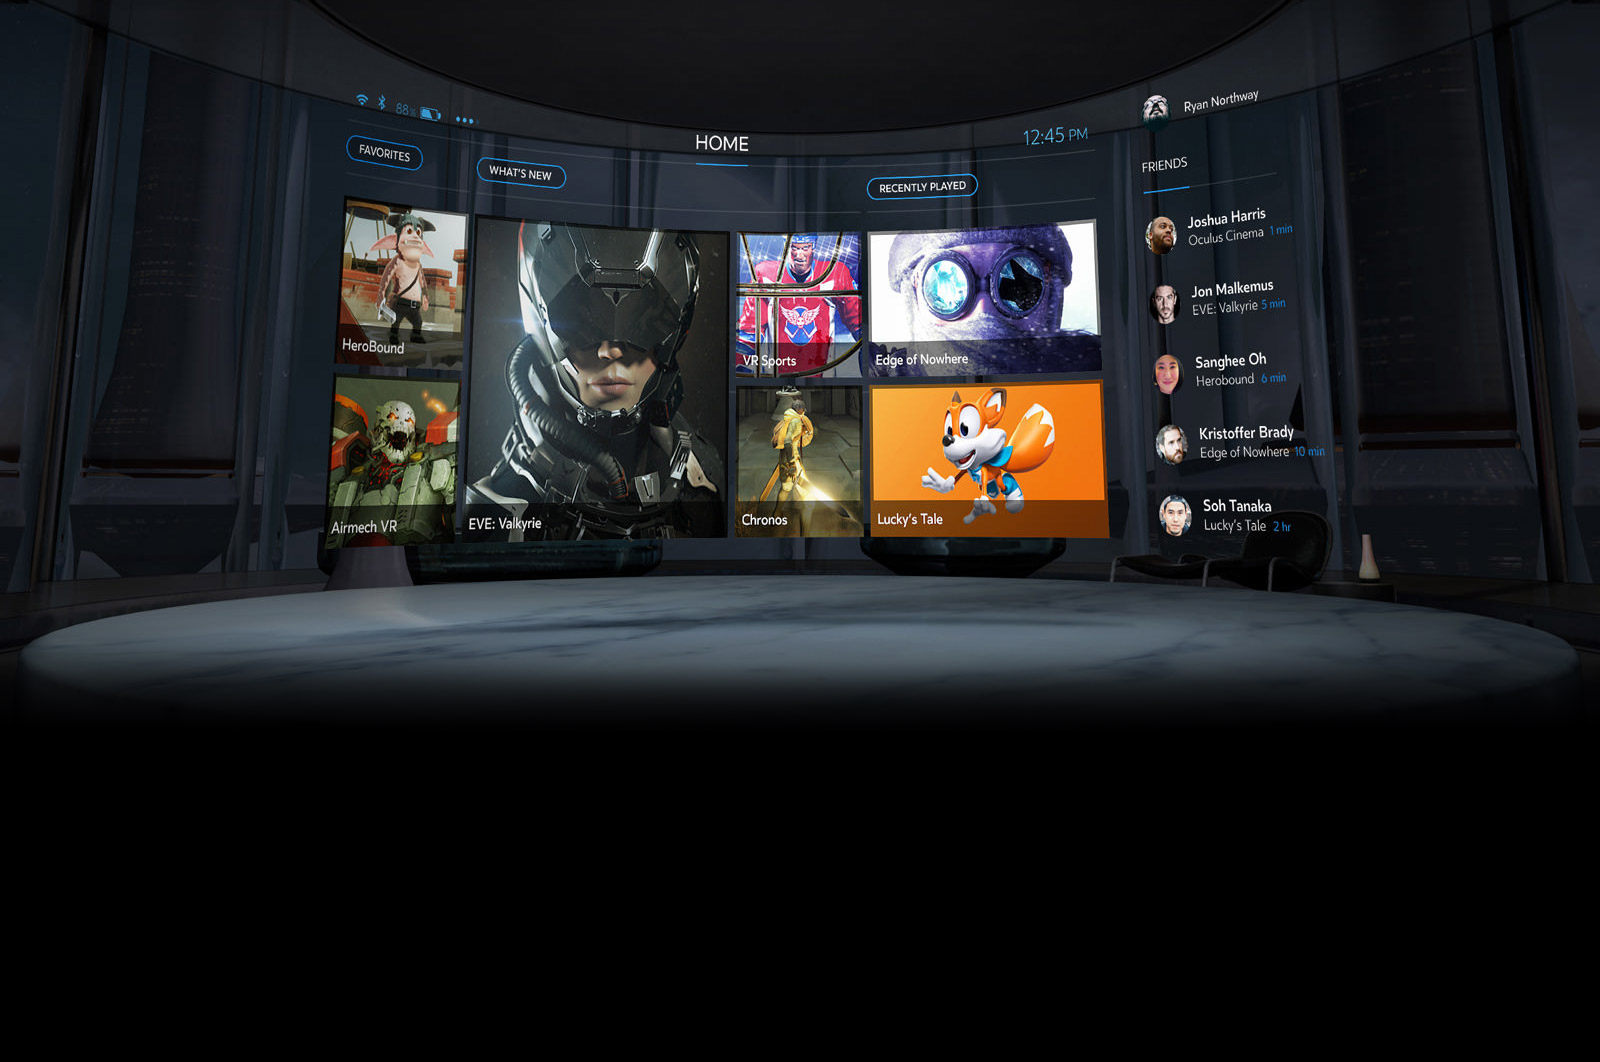 88%
HOME
12:45 PM
Ryan Northway
FAVORITES
WHAT'S NEW
RECENTLY PLAYED
FRIENDS
HeroBound
Airmech VR
EVE: Valkyrie
VR Sports
Chronos
Edge of Nowhere
Lucky's Tale
Joshua Harris
Oculus Cinema 1 min
Jon Malkemus
EVE: Valkyrie 5 min
Sanghee Oh
Herobound 6 min
Kristoffer Brady
Edge of Nowhere 10 min
Soh Tanaka
Lucky's Tale 2 hr